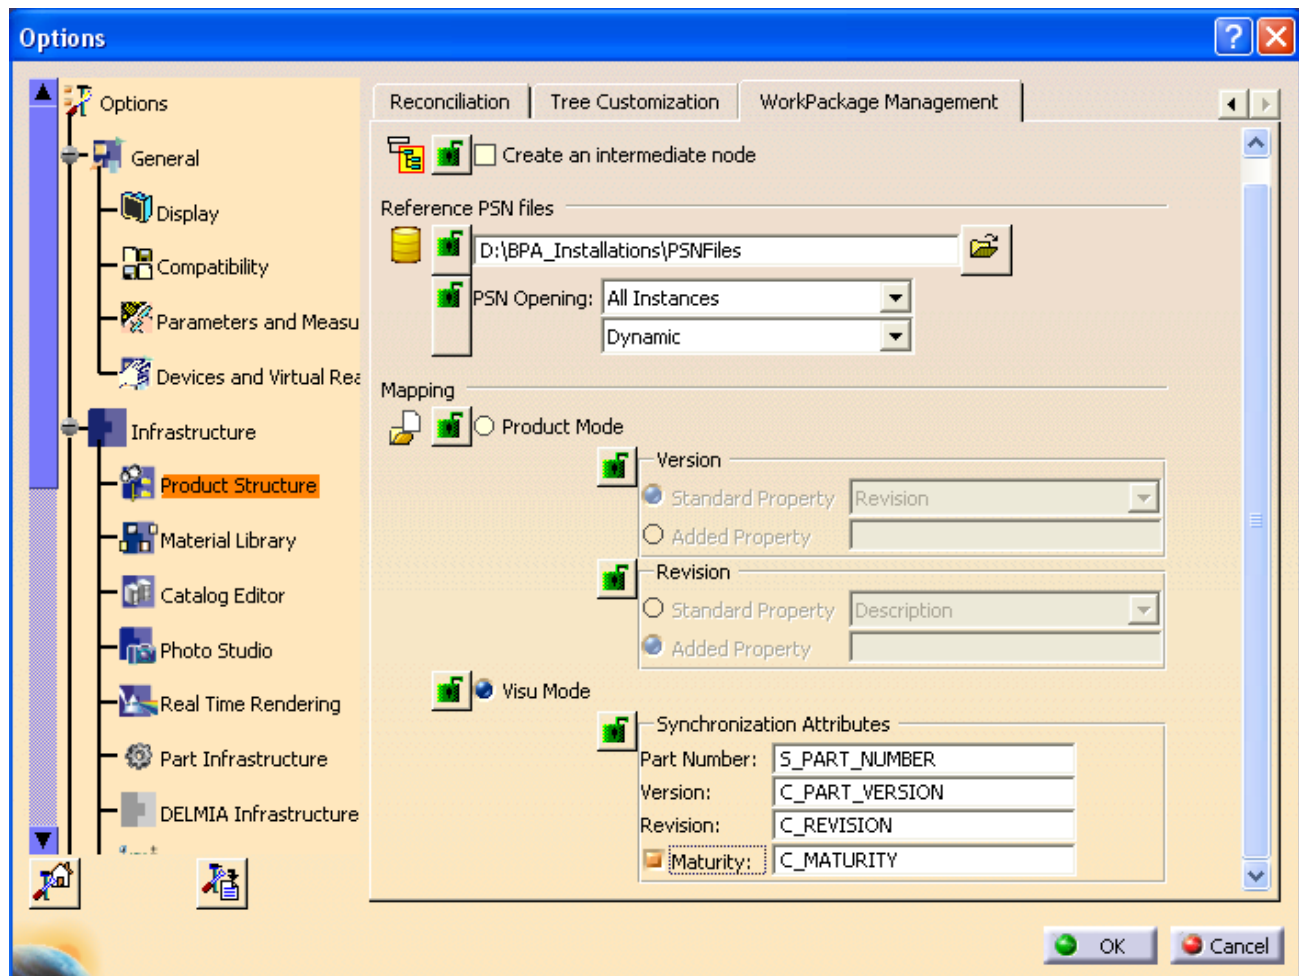 Options
Options
General
Display
Compatibility
Parameters and Measu
Devices and Virtual Rea
Infrastructure
Product Structure
Material Library
Catalog Editor
Photo Studio
Real Time Rendering
Part Infrastructure
DELMIA Infrastructure
Reconciliation
Tree Customization
WorkPackage Management
Create an intermediate node
Reference PSN files
D:\BPA_Installations\PSNFiles
PSN Opening: All Instances
Dynamic
Mapping
Product Mode
Version
Standard Property Revision
Added Property
Revision
Standard Property Description
Added Property
Visu Mode
Synchronization Attributes
Part Number: S_PART_NUMBER
Version: C_PART_VERSION
Revision: C_REVISION
Maturity: C_MATURITY
OK
Cancel